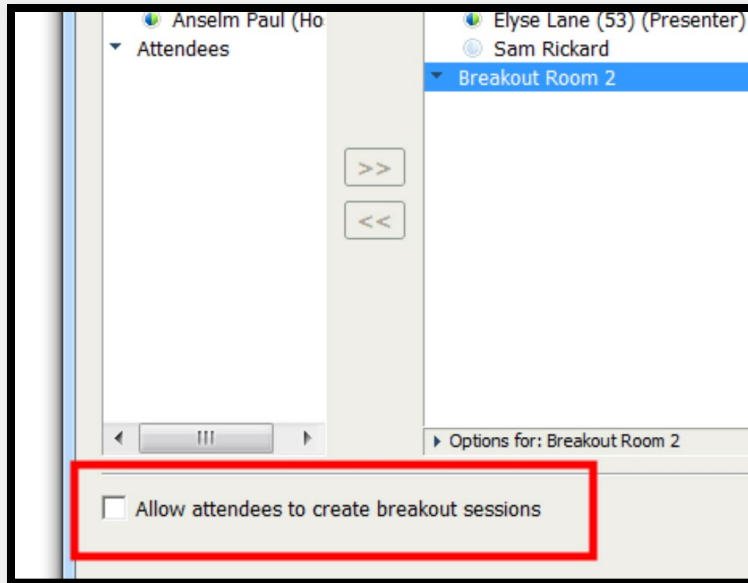 Anselm Paul (Ho
Attendees
Elyse Lane (53) (Presenter)
Sam Rickard
Breakout Room 2
>>
<<
Options for: Breakout Room 2
Allow attendees to create breakout sessions